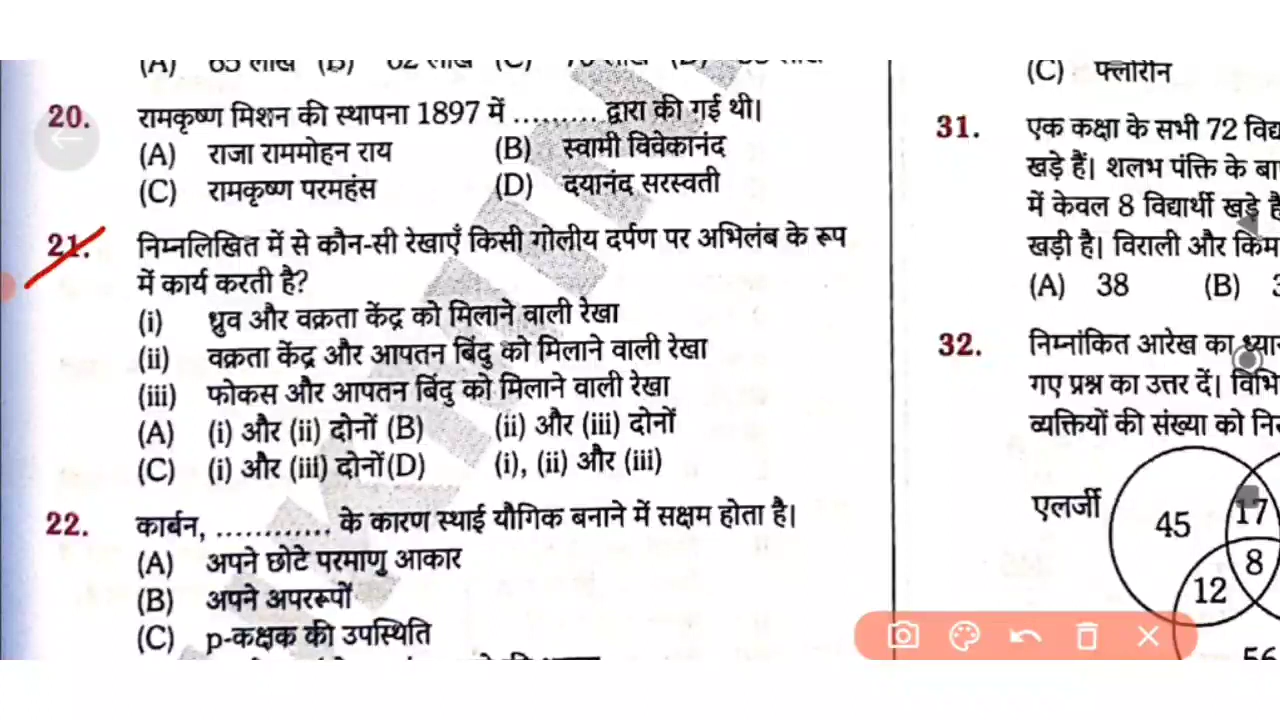 20. रामकृष्ण मिशन की स्थापना 1897 में ......... द्वारा की गई थी।
(A) राजा राममोहन राय (B) स्वामी विवेकानंद
(C) रामकृष्ण परमहंस (D) दयानंद सरस्वती
21. निम्नलिखित में से कौन-सी रेखाएँ किसी गोलीय दर्पण पर अभिलंब के रूप
में कार्य करती है?
(i) ध्रुव और वक्रता केंद्र को मिलाने वाली रेखा
(ii) वक्रता केंद्र और आपतन बिंदु को मिलाने वाली रेखा
(iii) फोकस और आपतन बिंदु को मिलाने वाली रेखा
(A) (i) और (ii) दोनों (B) (ii) और (iii) दोनों
(C) (i) और (iii) दोनों (D) (i), (ii) और (iii)
22. कार्बन, ............ के कारण स्थाई यौगिक बनाने में सक्षम होता है।
(A) अपने छोटे परमाणु आकार
(B) अपने अपररूपों
(C) p-कक्षक की उपस्थिति
(C) फ्लोरीन
31. एक कक्षा के सभी 72
खड़े हैं। शलभ पंक्ति के
में केवल 8 विद्यार्थी खड़े
खड़ी है। विराली और
(A) 38 (B)
32. निम्नांकित आरेख का
गए प्रश्न का उत्तर दें।
व्यक्तियों की संख्या को
एलर्जी 45 17
8
12
56